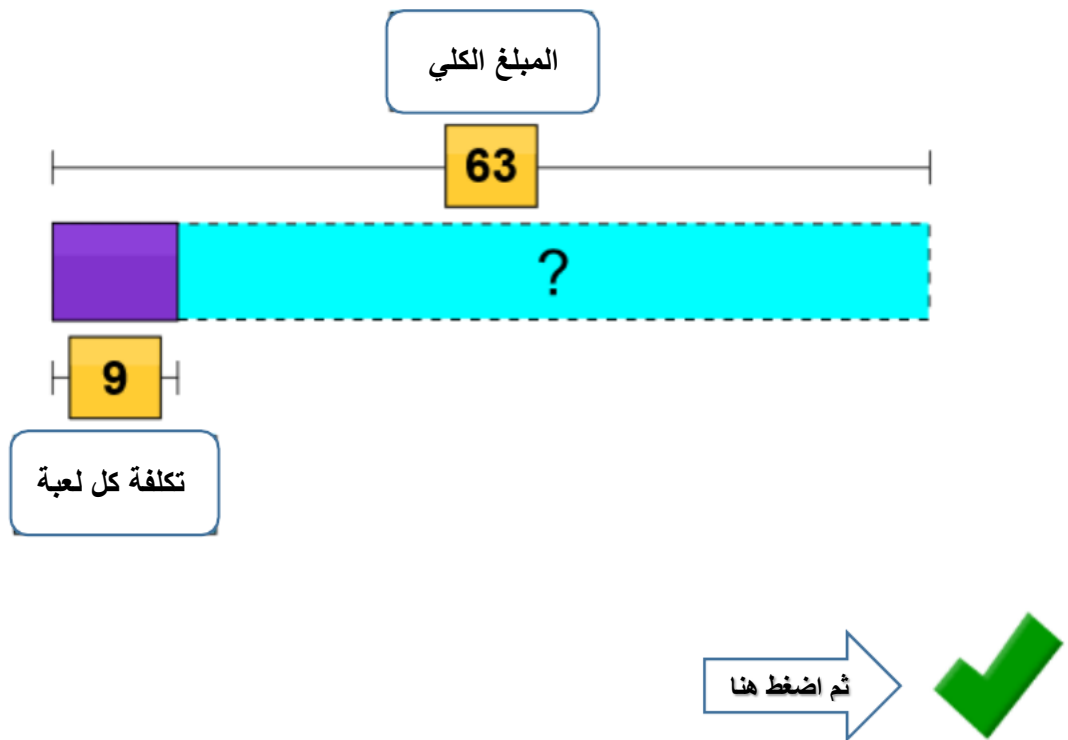 المبلغ الكلي
63
?
9
تكلفة كل لعبة
ثم اضغط هنا